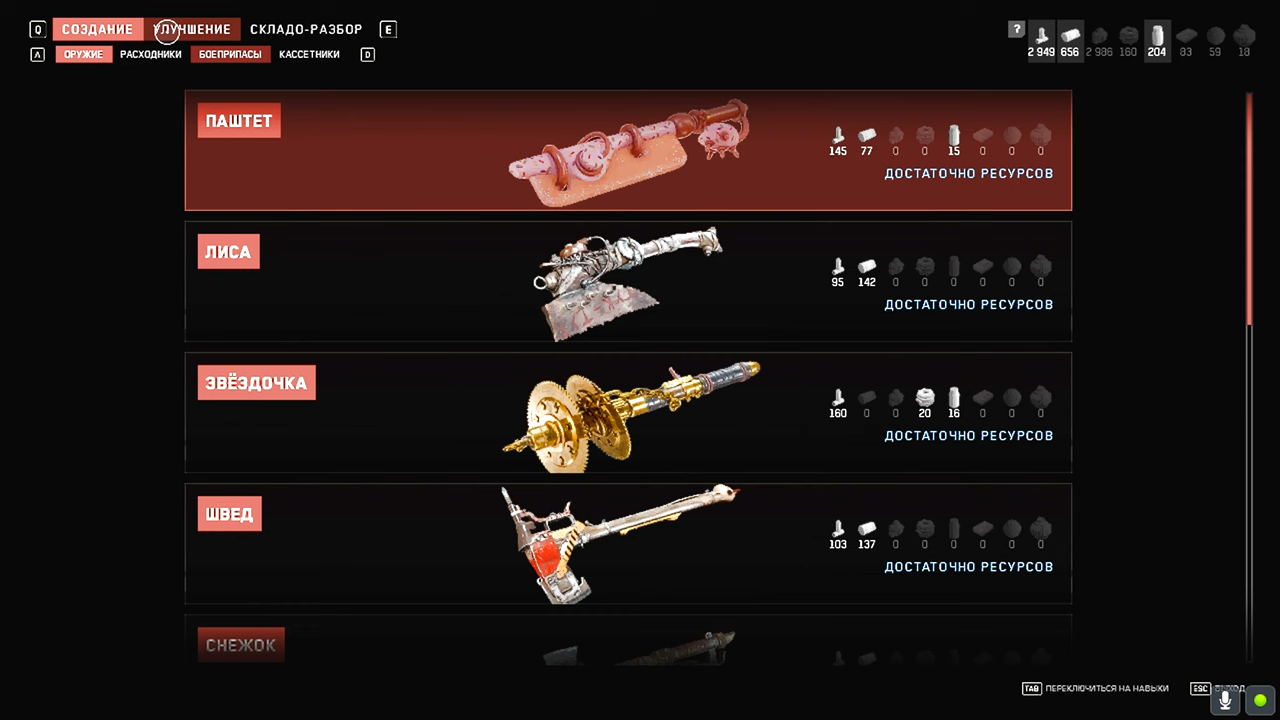 Q СОЗДАНИЕ УЛУЧШЕНИЕ СКЛАДО-РАЗБОР E
A ОРУЖИЕ РАСХОДНИКИ БОЕПРИПАСЫ КАССЕТНИКИ D
?
2 949 656 2 986 160 204 83 59 18
ПАШТЕТ
145 77 0 0 15 0 0 0
ДОСТАТОЧНО РЕСУРСОВ
ЛИСА
95 142 0 0 0 0 0 0
ДОСТАТОЧНО РЕСУРСОВ
ЗВЁЗДОЧКА
160 0 0 20 16 0 0 0
ДОСТАТОЧНО РЕСУРСОВ
ШВЕД
103 137 0 0 0 0 0 0
ДОСТАТОЧНО РЕСУРСОВ
СНЕЖОК
TAB ПЕРЕКЛЮЧИТЬСЯ НА НАВЫКИ ESC ВЫХОД